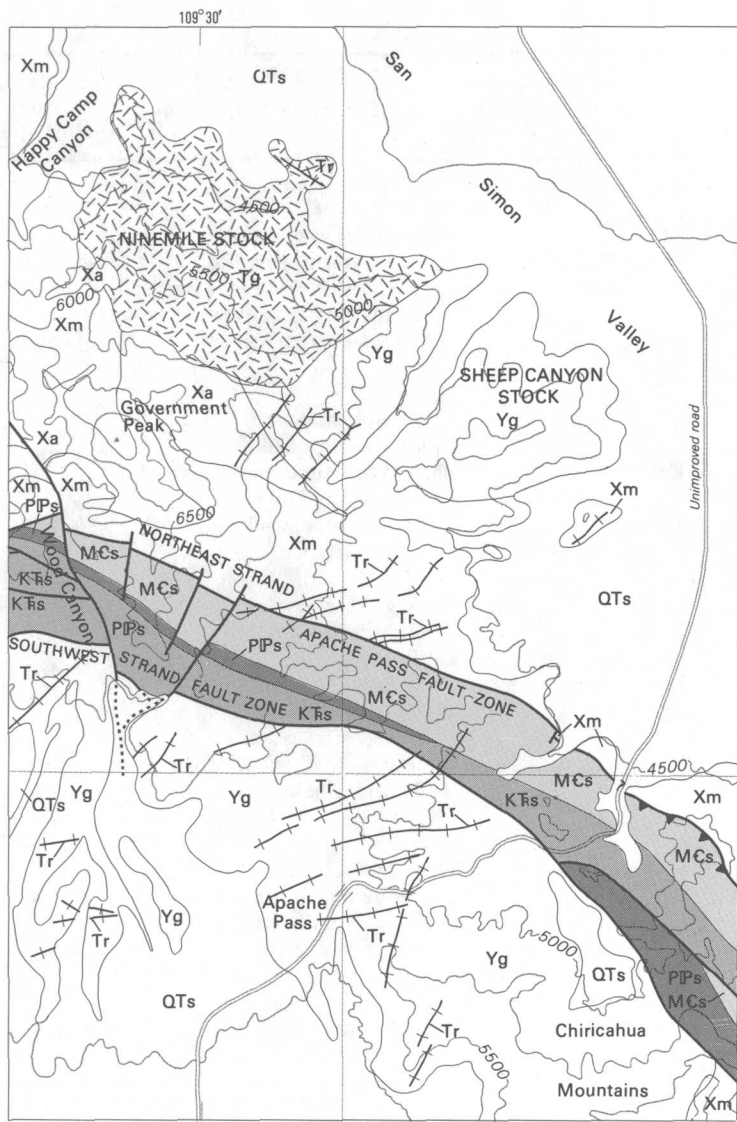 109°30′
Xm
QTs
San
Happy Camp
Canyon
Tr
4500
Simon
NINEMILE STOCK
Xa
5500
Tg
6000
5000
Xm
Valley
Yg
SHEEP CANYON
STOCK
Yg
Xa
Government
Peak
Tr
Unimproved road
Xa
Xm
Xm
Xm
PIPs
6500
NORTHEAST STRAND
Xm
MЄs
MЄs
Wood Canyon
KTRs
KTRs
PIPs
Tr
Tr
QTs
PIPs
APACHE PASS FAULT ZONE
MЄs
SOUTHWEST STRAND FAULT ZONE
KTRs
Tr
Xm
Tr
Tr
MЄs
4500
KTRs
Xm
QTs
Yg
Yg
Tr
MЄs
Apache
Pass
Yg
Tr
Tr
5000
Yg
QTs
PIPs
MЄs
QTs
Tr
Chiricahua
Mountains
5500
Xm